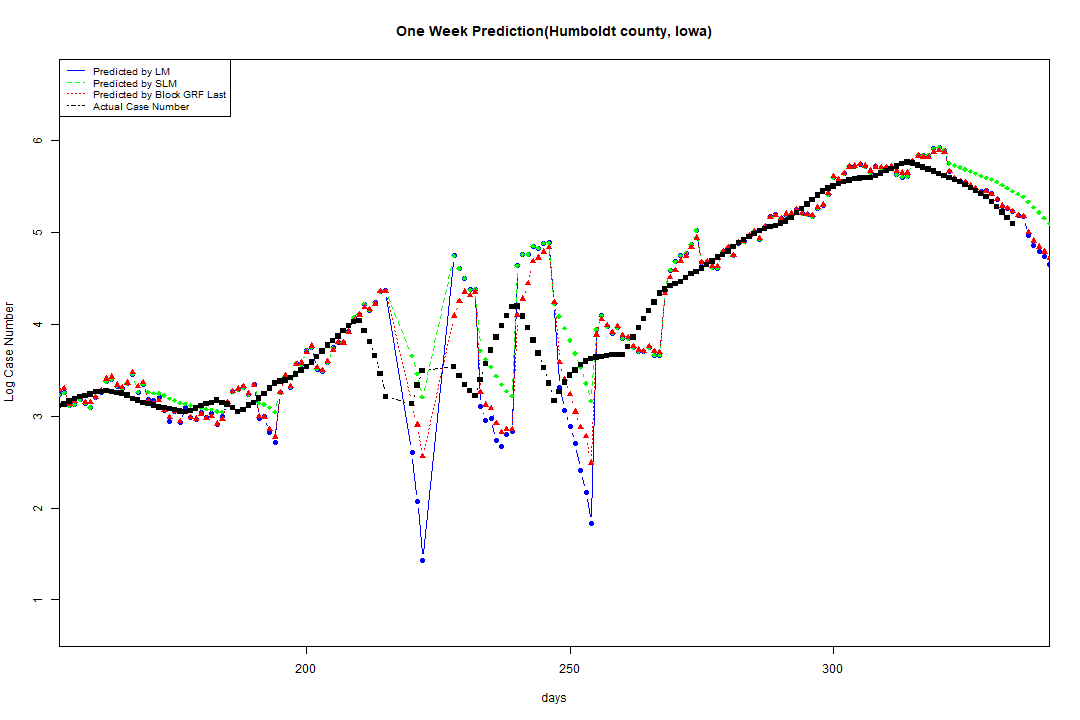 One Week Prediction(Humboldt county, Iowa)
Predicted by LM
Predicted by SLM
Predicted by Block GRF Last
Actual Case Number
6
5
4
3
2
1
Log Case Number
200
250
300
days